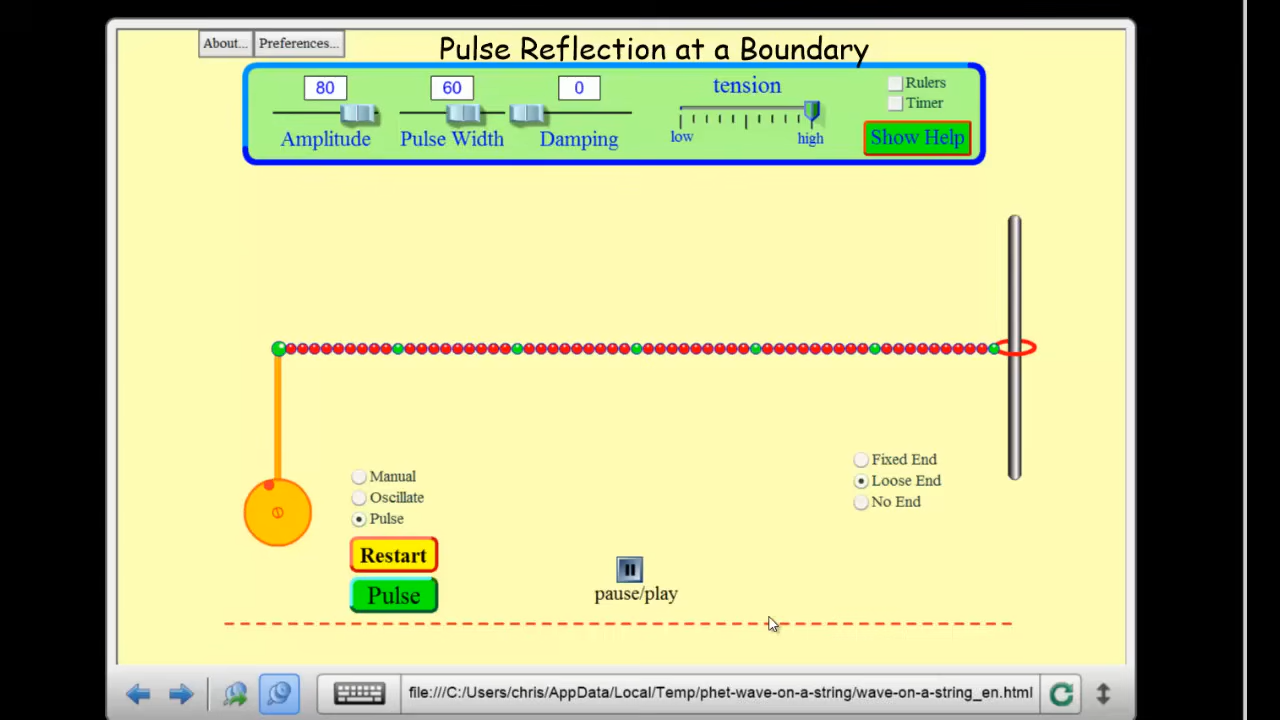 About... Preferences...
Pulse Reflection at a Boundary
80 60 0
Amplitude Pulse Width Damping
tension
low high
Rulers
Timer
Show Help
Manual
Oscillate
Pulse
Restart
Pulse
pause/play
Fixed End
Loose End
No End
file:///C:/Users/chris/AppData/Local/Temp/phet-wave-on-a-string/wave-on-a-string_en.html